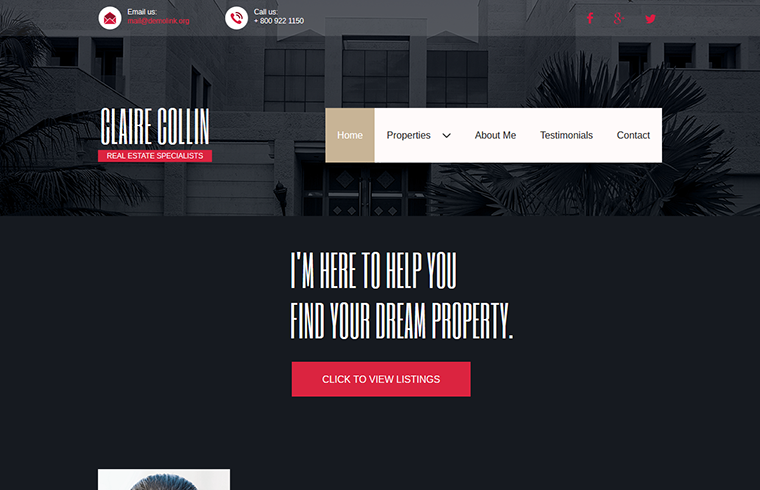 Email us:
mail@demolink.org
Call us:
+ 800 922 1150
CLAIRE COLLIN
REAL ESTATE SPECIALISTS
Home
Properties
About Me
Testimonials
Contact
I'M HERE TO HELP YOU
FIND YOUR DREAM PROPERTY.
CLICK TO VIEW LISTINGS